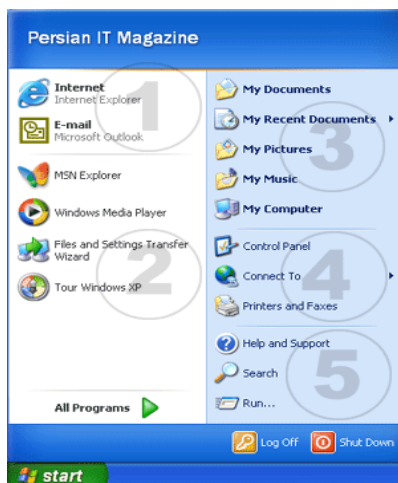 Persian IT Magazine
Internet
Internet Explorer
E-mail
Microsoft Outlook
1
MSN Explorer
Windows Media Player
Files and Settings Transfer
Wizard
Tour Windows XP
2
All Programs
My Documents
My Recent Documents
My Pictures
My Music
My Computer
3
Control Panel
Connect To
Printers and Faxes
4
Help and Support
Search
Run...
5
Log Off
Shut Down
start